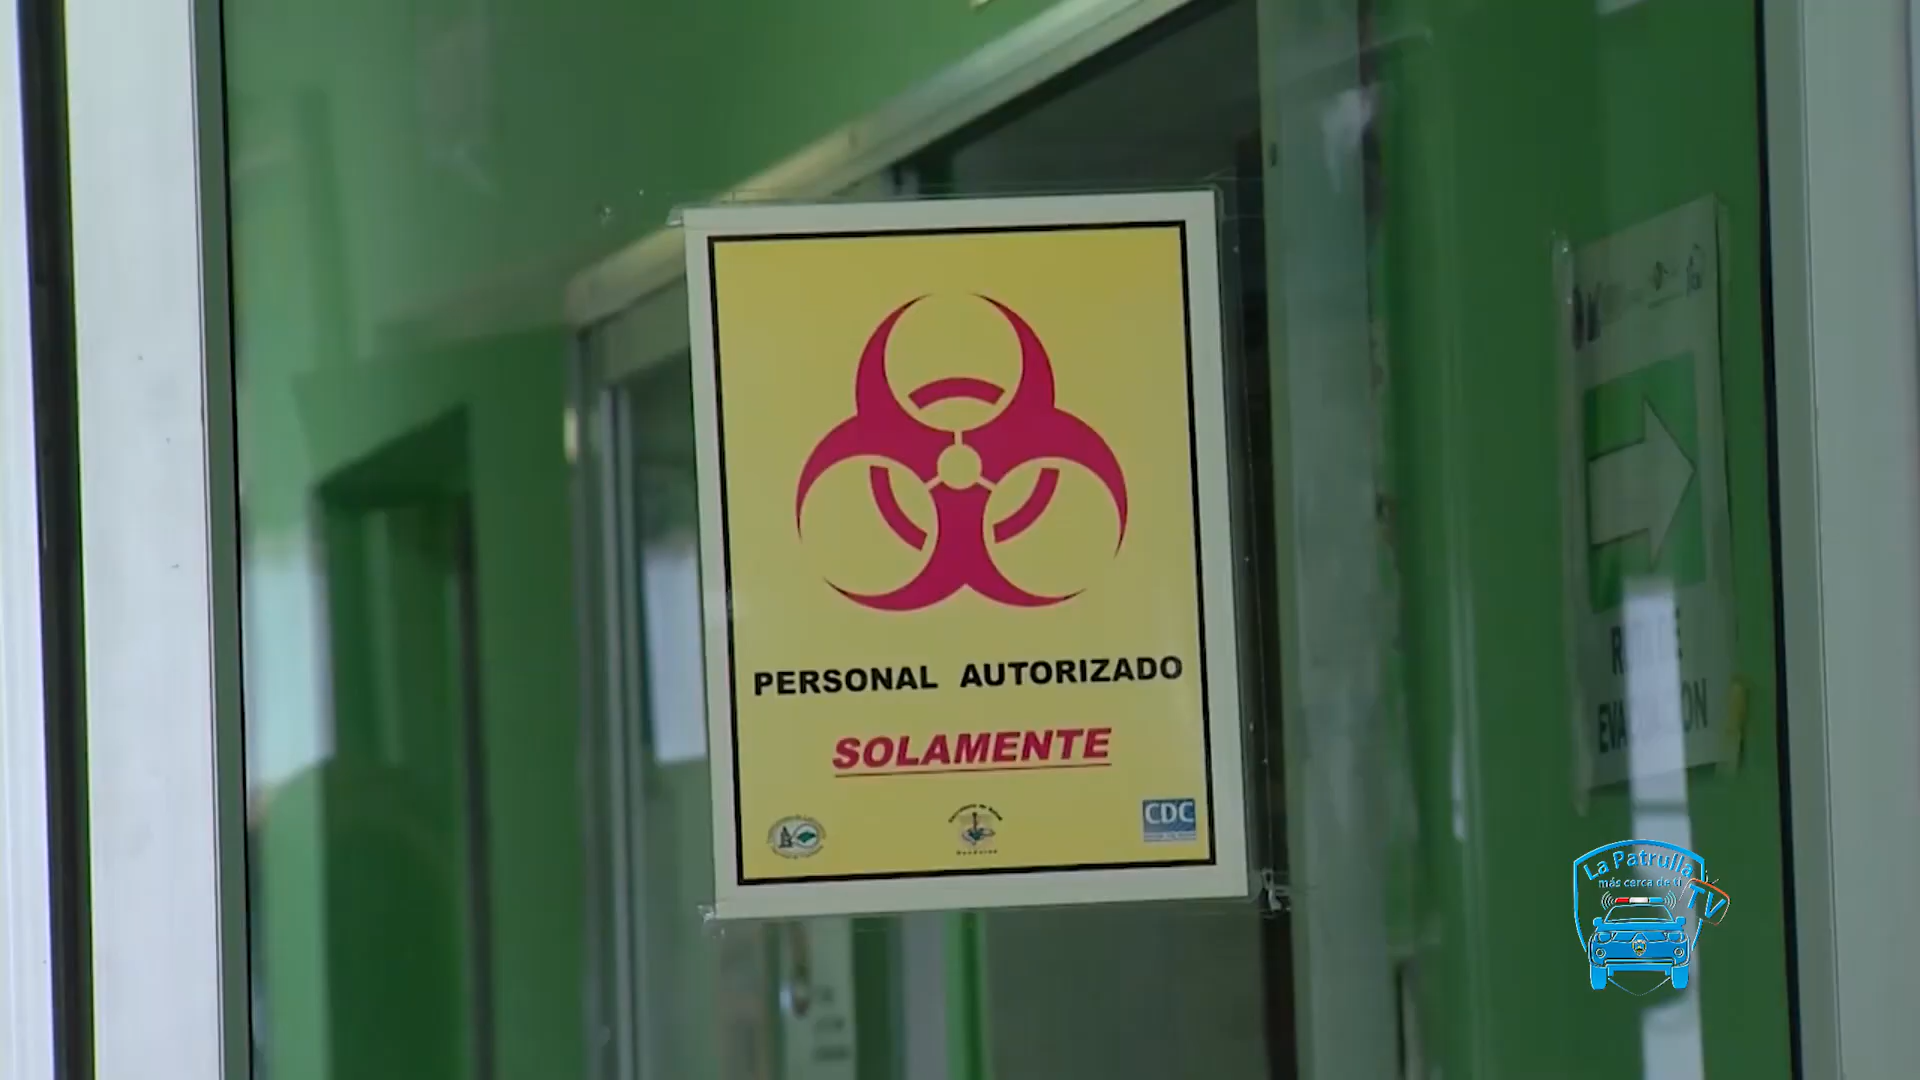 PERSONAL AUTORIZADO
SOLAMENTE
CDC
La Patrulla
más cerca de ti
TV